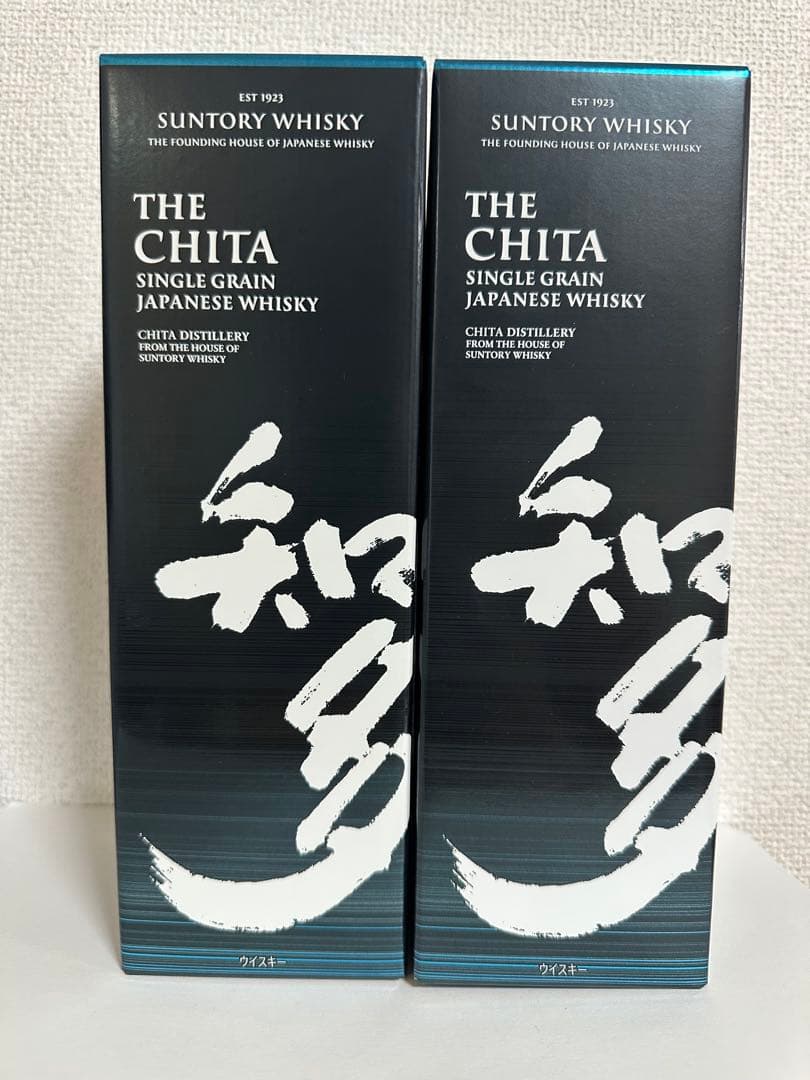 EST 1923
SUNTORY WHISKY
THE FOUNDING HOUSE OF JAPANESE WHISKY
THE
CHITA
SINGLE GRAIN
JAPANESE WHISKY
CHITA DISTILLERY
FROM THE HOUSE OF
SUNTORY WHISKY
知多
ウイスキー
EST 1923
SUNTORY WHISKY
THE FOUNDING HOUSE OF JAPANESE WHISKY
THE
CHITA
SINGLE GRAIN
JAPANESE WHISKY
CHITA DISTILLERY
FROM THE HOUSE OF
SUNTORY WHISKY
知多
ウイスキー